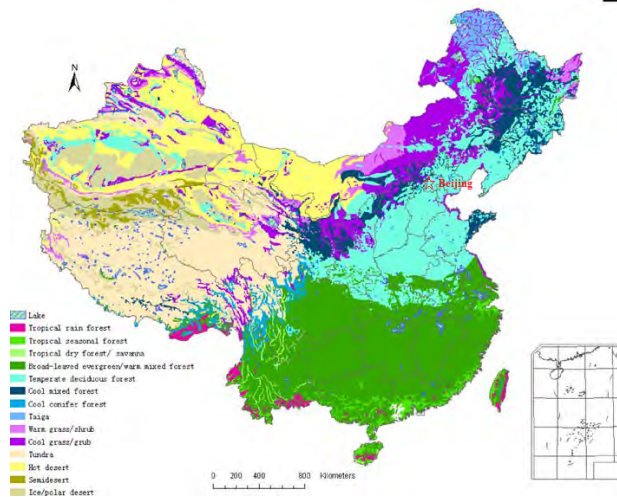 N
Beijing
Lake
Tropical rain forest
Tropical seasonal forest
Tropical dry forest/ savanna
Broad-leaved evergreen/warm mixed forest
Temperate deciduous forest
Cool mixed forest
Cool conifer forest
Taiga
Warm grass/shrub
Cool grass/grub
Tundra
Hot desert
Semidesert
Ice/polar desert
0 200 400 800 Kilometers